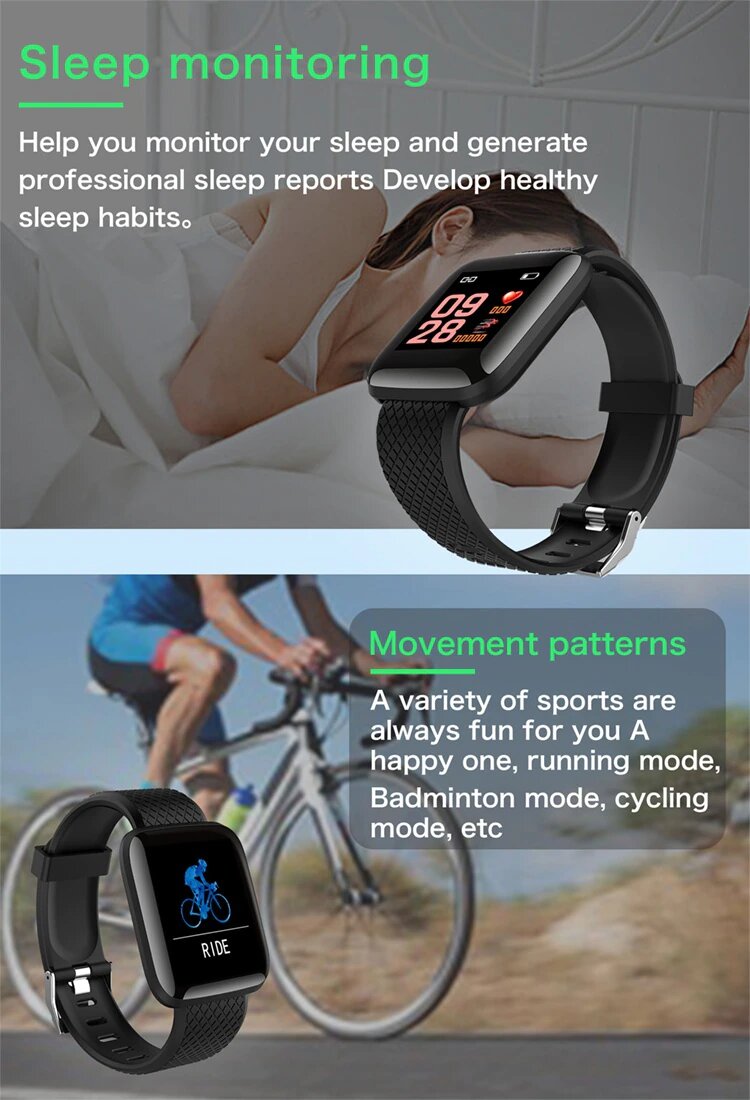 Sleep monitoring
Help you monitor your sleep and generate
professional sleep reports Develop healthy
sleep habits。
09
28
00000
Movement patterns
A variety of sports are
always fun for you A
happy one, running mode,
Badminton mode, cycling
mode, etc
RIDE